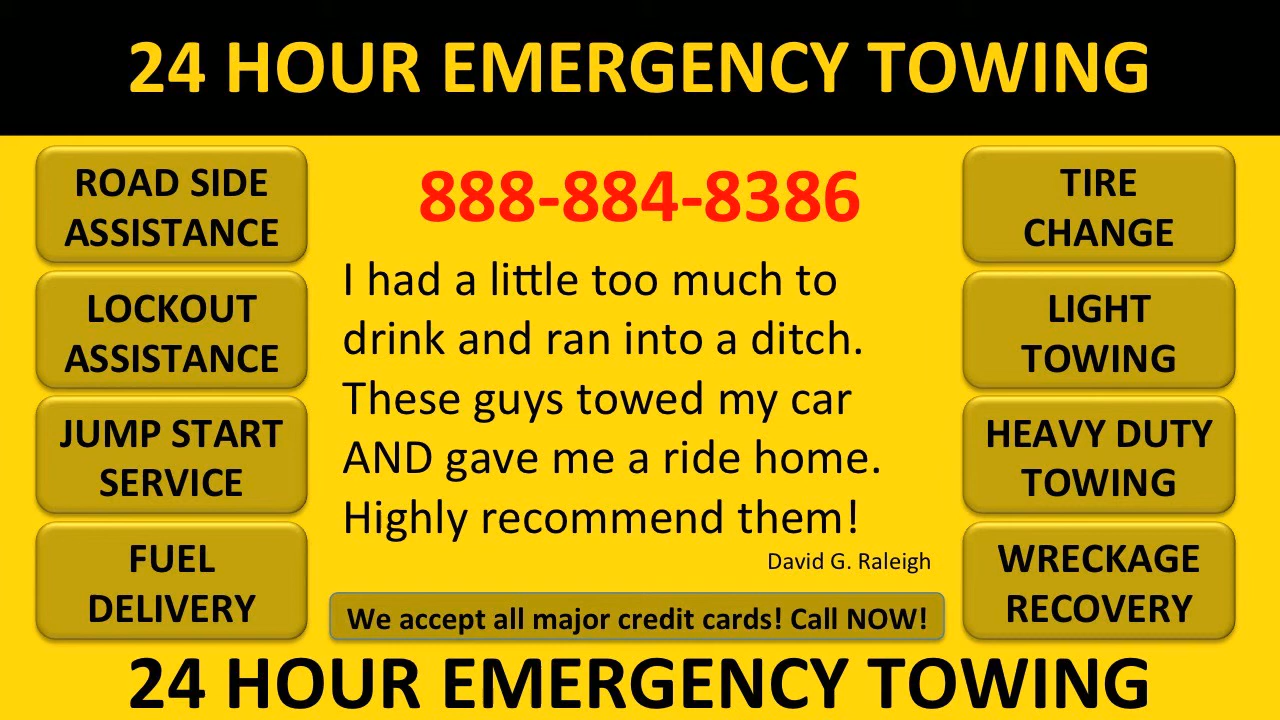 24 HOUR EMERGENCY TOWING
ROAD SIDE
ASSISTANCE
LOCKOUT
ASSISTANCE
JUMP START
SERVICE
FUEL
DELIVERY
888-884-8386
I had a little too much to
drink and ran into a ditch.
These guys towed my car
AND gave me a ride home.
Highly recommend them!
David G. Raleigh
We accept all major credit cards! Call NOW!
TIRE
CHANGE
LIGHT
TOWING
HEAVY DUTY
TOWING
WRECKAGE
RECOVERY
24 HOUR EMERGENCY TOWING